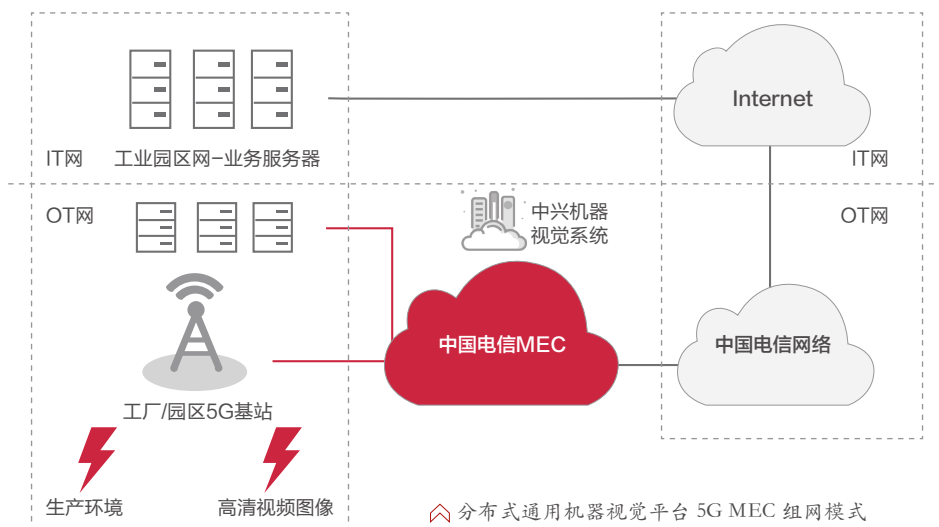 Internet
IT网
工业园区网-业务服务器
IT网
OT网
中兴机器
视觉系统
OT网
中国电信MEC
中国电信网络
工厂/园区5G基站
生产环境
高清视频图像
分布式通用机器视觉平台 5G MEC 组网模式